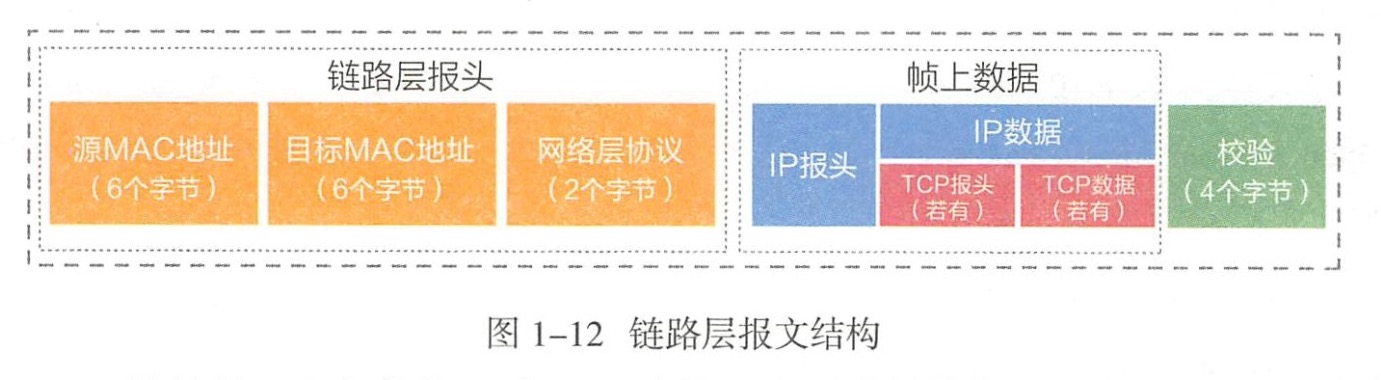 链路层报头
帧上数据
源MAC地址
（6个字节）
目标MAC地址
（6个字节）
网络层协议
（2个字节）
IP报头
IP数据
TCP报头
（若有）
TCP数据
（若有）
校验
（4个字节）
图 1–12 链路层报文结构